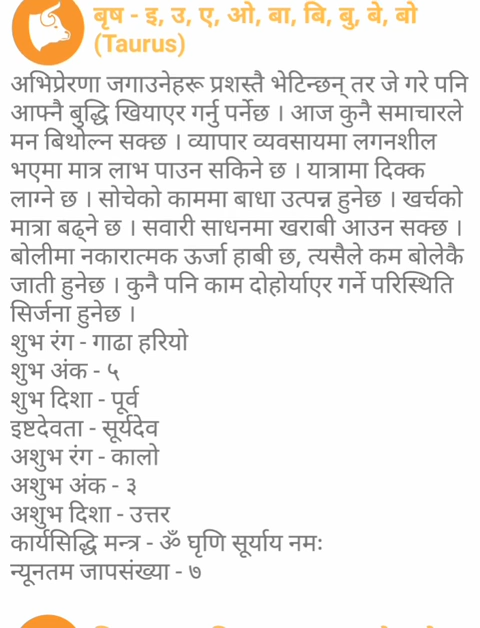 बृष - इ, उ, ए, ओ, बा, बि, बु, बे, बो
(Taurus)
अभिप्रेरणा जगाउनेहरू प्रशस्तै भेटिन्छन् तर जे गरे पनि
आफ्नै बुद्धि खियाएर गर्नु पर्नेछ । आज कुनै समाचारले
मन बिथोल्न सक्छ । व्यापार व्यवसायमा लगनशील
भएमा मात्र लाभ पाउन सकिने छ । यात्रामा दिक्क
लाग्ने छ । सोचेको काममा बाधा उत्पन्न हुनेछ । खर्चको
मात्रा बढ्ने छ । सवारी साधनमा खराबी आउन सक्छ ।
बोलीमा नकारात्मक ऊर्जा हाबी छ, त्यसैले कम बोलेकै
जाती हुनेछ । कुनै पनि काम दोहोर्याएर गर्ने परिस्थिति
सिर्जना हुनेछ ।
शुभ रंग - गाढा हरियो
शुभ अंक - ५
शुभ दिशा - पूर्व
इष्टदेवता - सूर्यदेव
अशुभ रंग - कालो
अशुभ अंक - ३
अशुभ दिशा - उत्तर
कार्यसिद्धि मन्त्र - ॐ घृणि सूर्याय नमः
न्यूनतम जापसंख्या - ७